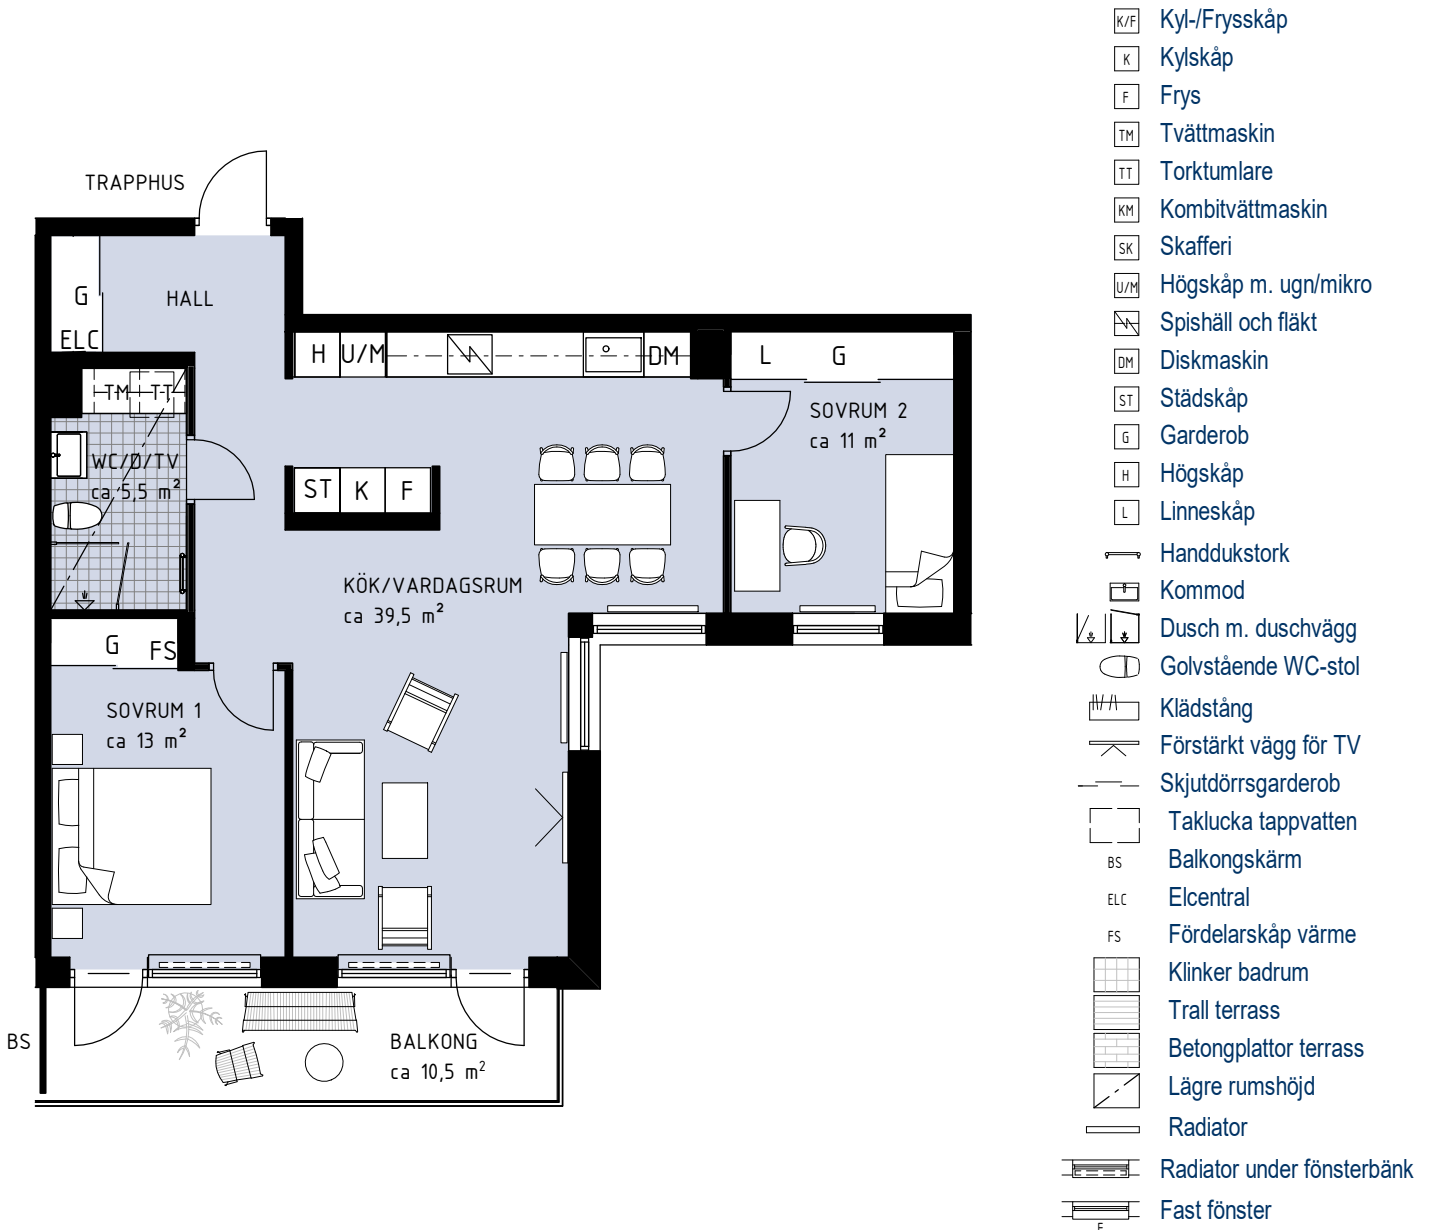 TRAPPHUS
G
ELC
HALL
H
U/M
DM
L
G
TM
TT
SOVRUM 2
ca 11 m²
WC/D/TV
ca 5,5 m²
ST
K
F
KÖK/VARDAGSRUM
ca 39,5 m²
G
FS
SOVRUM 1
ca 13 m²
BS
BALKONG
ca 10,5 m²
K/F Kyl-/Frysskåp
K Kylskåp
F Frys
TM Tvättmaskin
TT Torktumlare
KM Kombitvättmaskin
SK Skafferi
U/M Högskåp m. ugn/mikro
Spishäll och fläkt
DM Diskmaskin
ST Städskåp
G Garderob
H Högskåp
L Linneskåp
Handdukstork
Kommod
Dusch m. duschvägg
Golvstående WC-stol
Klädstång
Förstärkt vägg för TV
Skjutdörrsgarderob
Taklucka tappvatten
BS Balkongskärm
ELC Elcentral
FS Fördelarskåp värme
Klinker badrum
Trall terrass
Betongplattor terrass
Lägre rumshöjd
Radiator
Radiator under fönsterbänk
Fast fönster
F